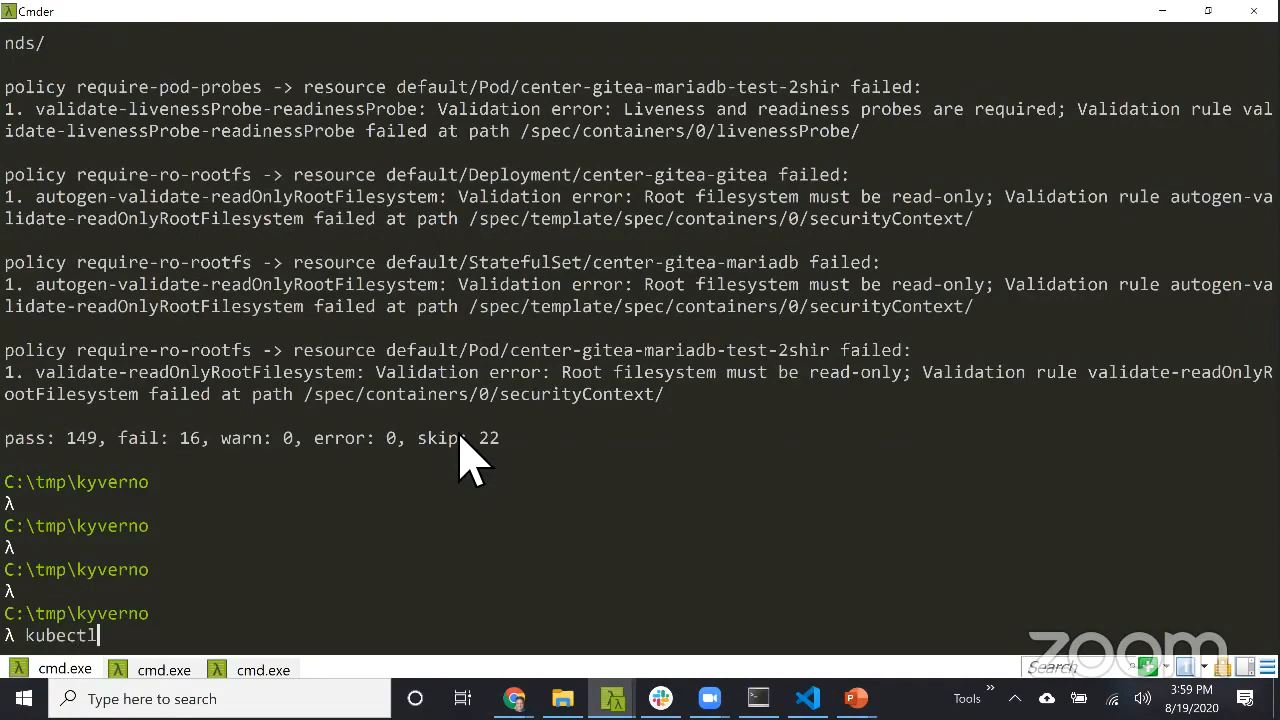 Cmder
nds/
policy require-pod-probes -> resource default/Pod/center-gitea-mariadb-test-2shir failed:
1. validate-livenessProbe-readinessProbe: Validation error: Liveness and readiness probes are required; Validation rule val
idate-livenessProbe-readinessProbe failed at path /spec/containers/0/livenessProbe/
policy require-ro-rootfs -> resource default/Deployment/center-gitea-gitea failed:
1. autogen-validate-readOnlyRootFilesystem: Validation error: Root filesystem must be read-only; Validation rule autogen-va
lidate-readOnlyRootFilesystem failed at path /spec/template/spec/containers/0/securityContext/
policy require-ro-rootfs -> resource default/StatefulSet/center-gitea-mariadb failed:
1. autogen-validate-readOnlyRootFilesystem: Validation error: Root filesystem must be read-only; Validation rule autogen-va
lidate-readOnlyRootFilesystem failed at path /spec/template/spec/containers/0/securityContext/
policy require-ro-rootfs -> resource default/Pod/center-gitea-mariadb-test-2shir failed:
1. validate-readOnlyRootFilesystem: Validation error: Root filesystem must be read-only; Validation rule validate-readOnlyR
ootFilesystem failed at path /spec/containers/0/securityContext/
pass: 149, fail: 16, warn: 0, error: 0, skip: 22
C:\tmp\kyverno
λ
C:\tmp\kyverno
λ
C:\tmp\kyverno
λ
C:\tmp\kyverno
λ kubectl
zoom
cmd.exe cmd.exe cmd.exe Search
Type here to search Tools » 3:59 PM
8/19/2020